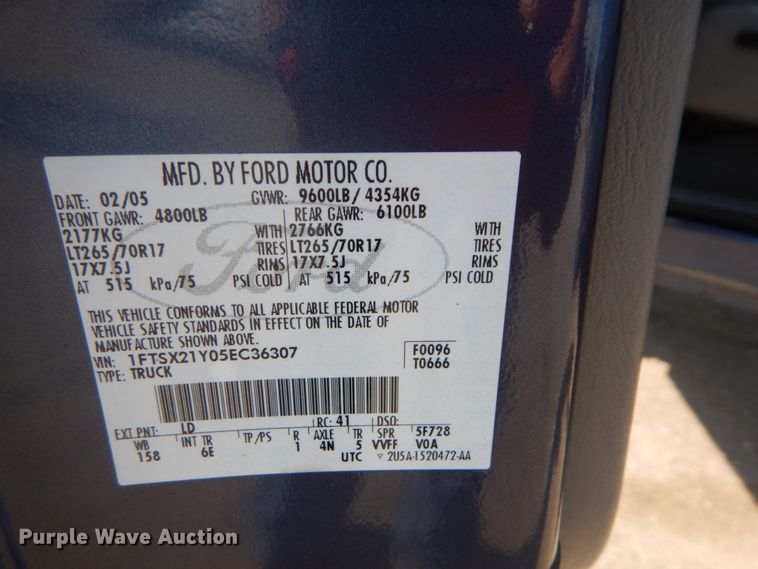 MFD. BY FORD MOTOR CO.
DATE: 02/05 GVWR: 9600LB/ 4354KG
FRONT GAWR: 4800LB REAR GAWR: 6100LB
2177KG WITH 2766KG WITH
LT265/70R17 TIRES LT265/70R17 TIRES
17X7.5J RIMS 17X7.5J RIMS
AT 515 kPa/75 PSI COLD AT 515 kPa/75 PSI COLD
Ford
THIS VEHICLE CONFORMS TO ALL APPLICABLE FEDERAL MOTOR
VEHICLE SAFETY STANDARDS IN EFFECT ON THE DATE OF
MANUFACTURE SHOWN ABOVE.
VIN: 1FTSX21Y05EC36307 F0096
TYPE: TRUCK T0666
EXT PNT: LD RC: 41 DSO:
WB INT TR TP/PS R AXLE TR SPR 5F728
158 6E 1 4N 5 VVFF V0A
UTC ▽ 2U5A-1520472-AA
Purple Wave Auction®